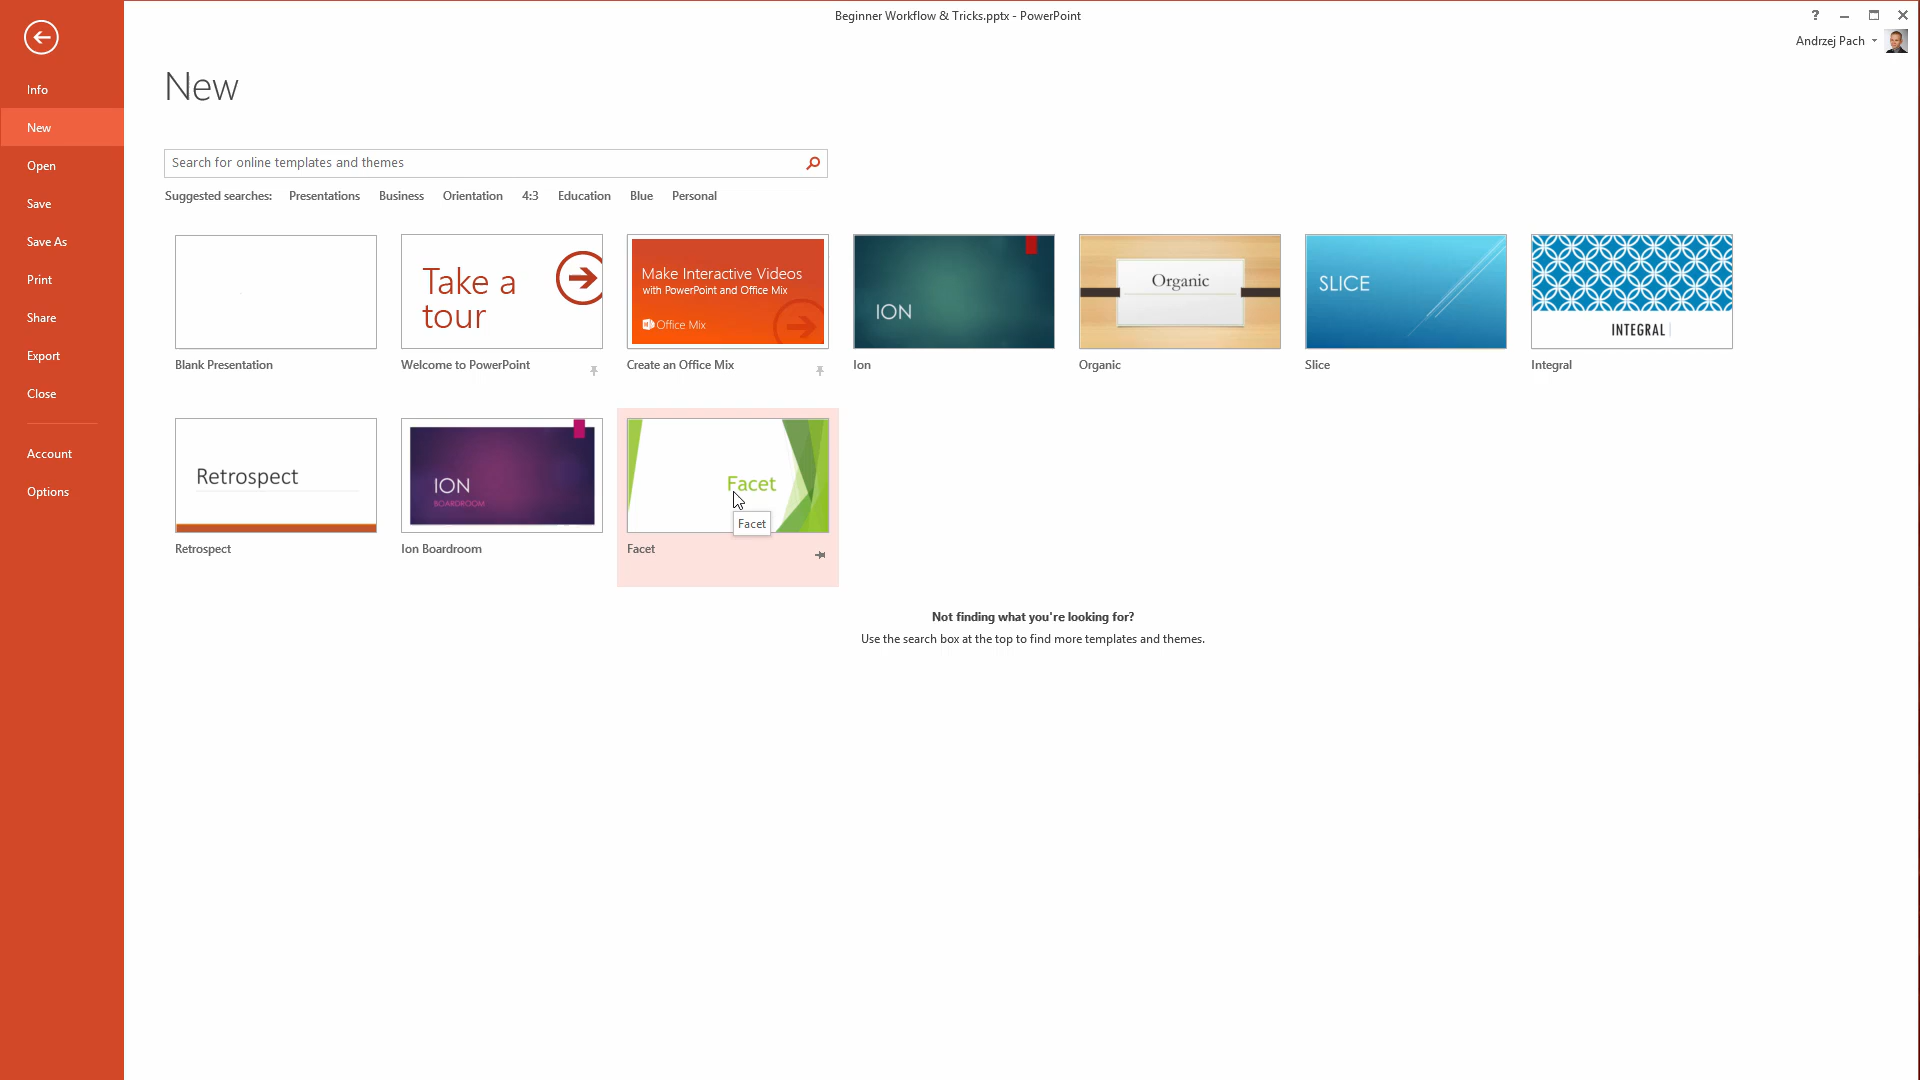 Beginner Workflow & Tricks.pptx - PowerPoint
?
Andrzej Pach
Info
New
Open
Save
Save As
Print
Share
Export
Close
Account
Options
New
Search for online templates and themes
Suggested searches: Presentations Business Orientation 4:3 Education Blue Personal
Take a
tour
Make Interactive Videos
with PowerPoint and Office Mix
Office Mix
ION
Organic
SLICE
INTEGRAL
Blank Presentation
Welcome to PowerPoint
Create an Office Mix
Ion
Organic
Slice
Integral
Retrospect
ION
BOARDROOM
Facet
Facet
Retrospect
Ion Boardroom
Facet
Not finding what you're looking for?
Use the search box at the top to find more templates and themes.